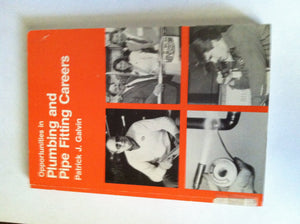 Opportunities in
Plumbing and
Pipe Fitting Careers
Patrick J. Galvin